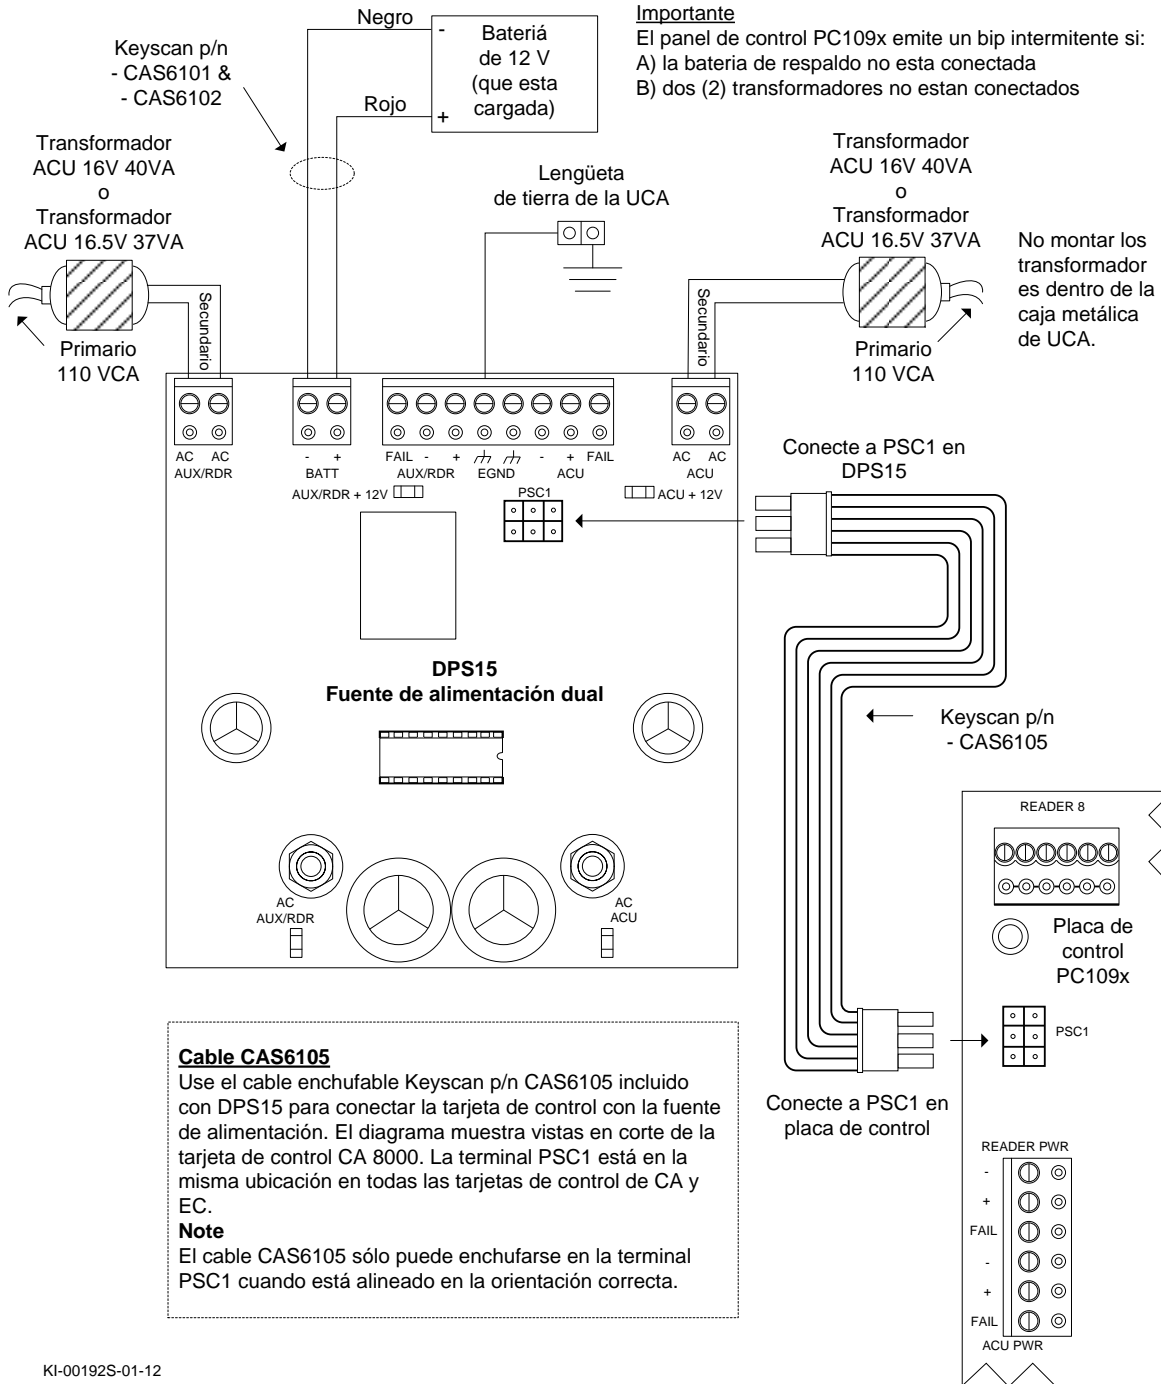 Importante
El panel de control PC109x emite un bip intermitente si:
A) la bateria de respaldo no esta conectada
B) dos (2) transformadores no estan conectados
Negro
Keyscan p/n
- CAS6101 &
- CAS6102
-
Bateriá
de 12 V
(que esta
cargada)
Rojo
+
Transformador
ACU 16V 40VA
o
Transformador
ACU 16.5V 37VA
Secundario
Primario
110 VCA
Lengüeta
de tierra de la UCA
Transformador
ACU 16V 40VA
o
Transformador
ACU 16.5V 37VA
Secundario
Primario
110 VCA
No montar los
transformador
es dentro de la
caja metálica
de UCA.
AC AC
AUX/RDR
- +
BATT
FAIL - + - + FAIL
AUX/RDR EGND ACU
AC AC
ACU
AUX/RDR + 12V
PSC1
ACU + 12V
Conecte a PSC1 en
DPS15
DPS15
Fuente de alimentación dual
Keyscan p/n
- CAS6105
AC
AUX/RDR
AC
ACU
READER 8
Placa de
control
PC109x
PSC1
Conecte a PSC1 en
placa de control
READER PWR
-
+
FAIL
-
+
FAIL
ACU PWR
Cable CAS6105
Use el cable enchufable Keyscan p/n CAS6105 incluido
con DPS15 para conectar la tarjeta de control con la fuente
de alimentación. El diagrama muestra vistas en corte de la
tarjeta de control CA 8000. La terminal PSC1 está en la
misma ubicación en todas las tarjetas de control de CA y
EC.
Note
El cable CAS6105 sólo puede enchufarse en la terminal
PSC1 cuando está alineado en la orientación correcta.
KI-00192S-01-12